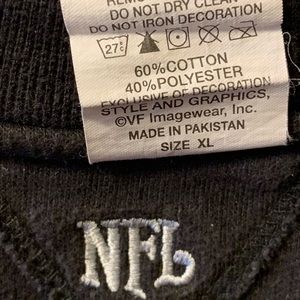 DO NOT DRY CLEAN
DO NOT IRON DECORATION
27°C
60%COTTON
40%POLYESTER
EXCLUSIVE OF DECORATION
STYLE AND GRAPHICS,
©VF Imagewear, Inc.
MADE IN PAKISTAN
SIZE XL
NFL